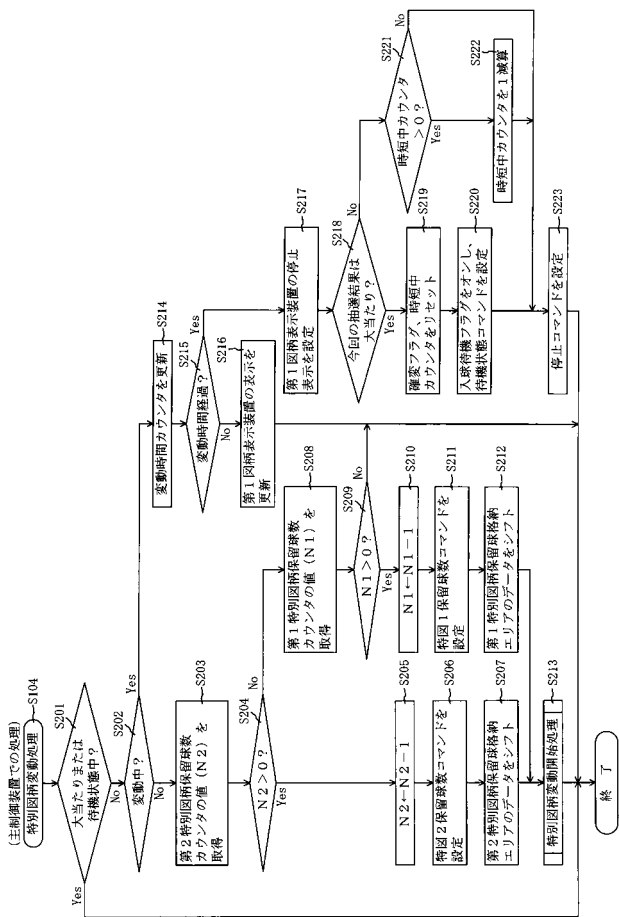 (主制御装置での処理)
特別図柄変動処理
S104
大当たりまたは
待機状態中?
S201
Yes
No
変動中?
S202
Yes
No
第2特別図柄保留球数
カウンタの値(N2)を
取得
S203
N2>0?
S204
No
Yes
N2←N2-1
S205
特図2保留球数コマンドを
設定
S206
第2特別図柄保留球格納
エリアのデータをシフト
S207
第1特別図柄保留球数
カウンタの値(N1)を
取得
S208
N1>0?
S209
No
Yes
N1←N1-1
S210
特図1保留球数コマンドを
設定
S211
第1特別図柄保留球格納
エリアのデータをシフト
S212
特別図柄変動開始処理
S213
変動時間カウンタを更新
S214
変動時間経過?
S215
Yes
No
第1図柄表示装置の表示を
更新
S216
第1図柄表示装置の停止
表示を設定
S217
今回の抽選結果は
大当たり?
S218
No
Yes
確変フラグ、時短中
カウンタをリセット
S219
入球待機フラグをオンし、
待機状態コマンドを設定
S220
時短中カウンタ
>0?
S221
No
Yes
時短中カウンタを1減算
S222
停止コマンドを設定
S223
終了